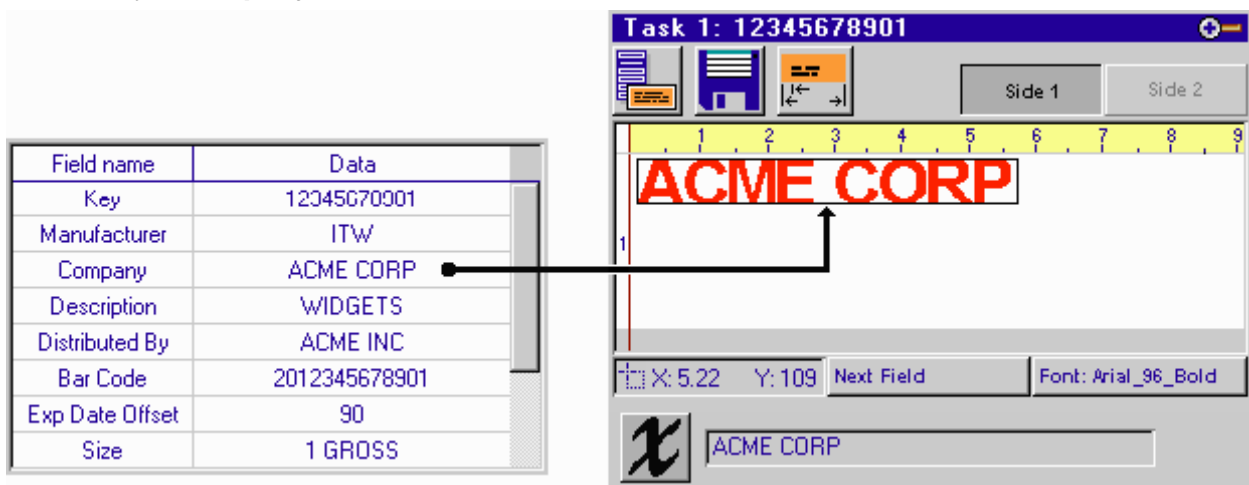 Field name Data
Key 12345670901
Manufacturer ITW
Company ACME CORP
Description WIDGETS
Distributed By ACME INC
Bar Code 2012345678901
Exp Date Offset 90
Size 1 GROSS
Task 1: 12345678901
Side 1 Side 2
1 2 3 4 5 6 7 8 9
ACME CORP
1
X: 5.22 Y: 109 Next Field Font: Arial_96_Bold
ACME CORP